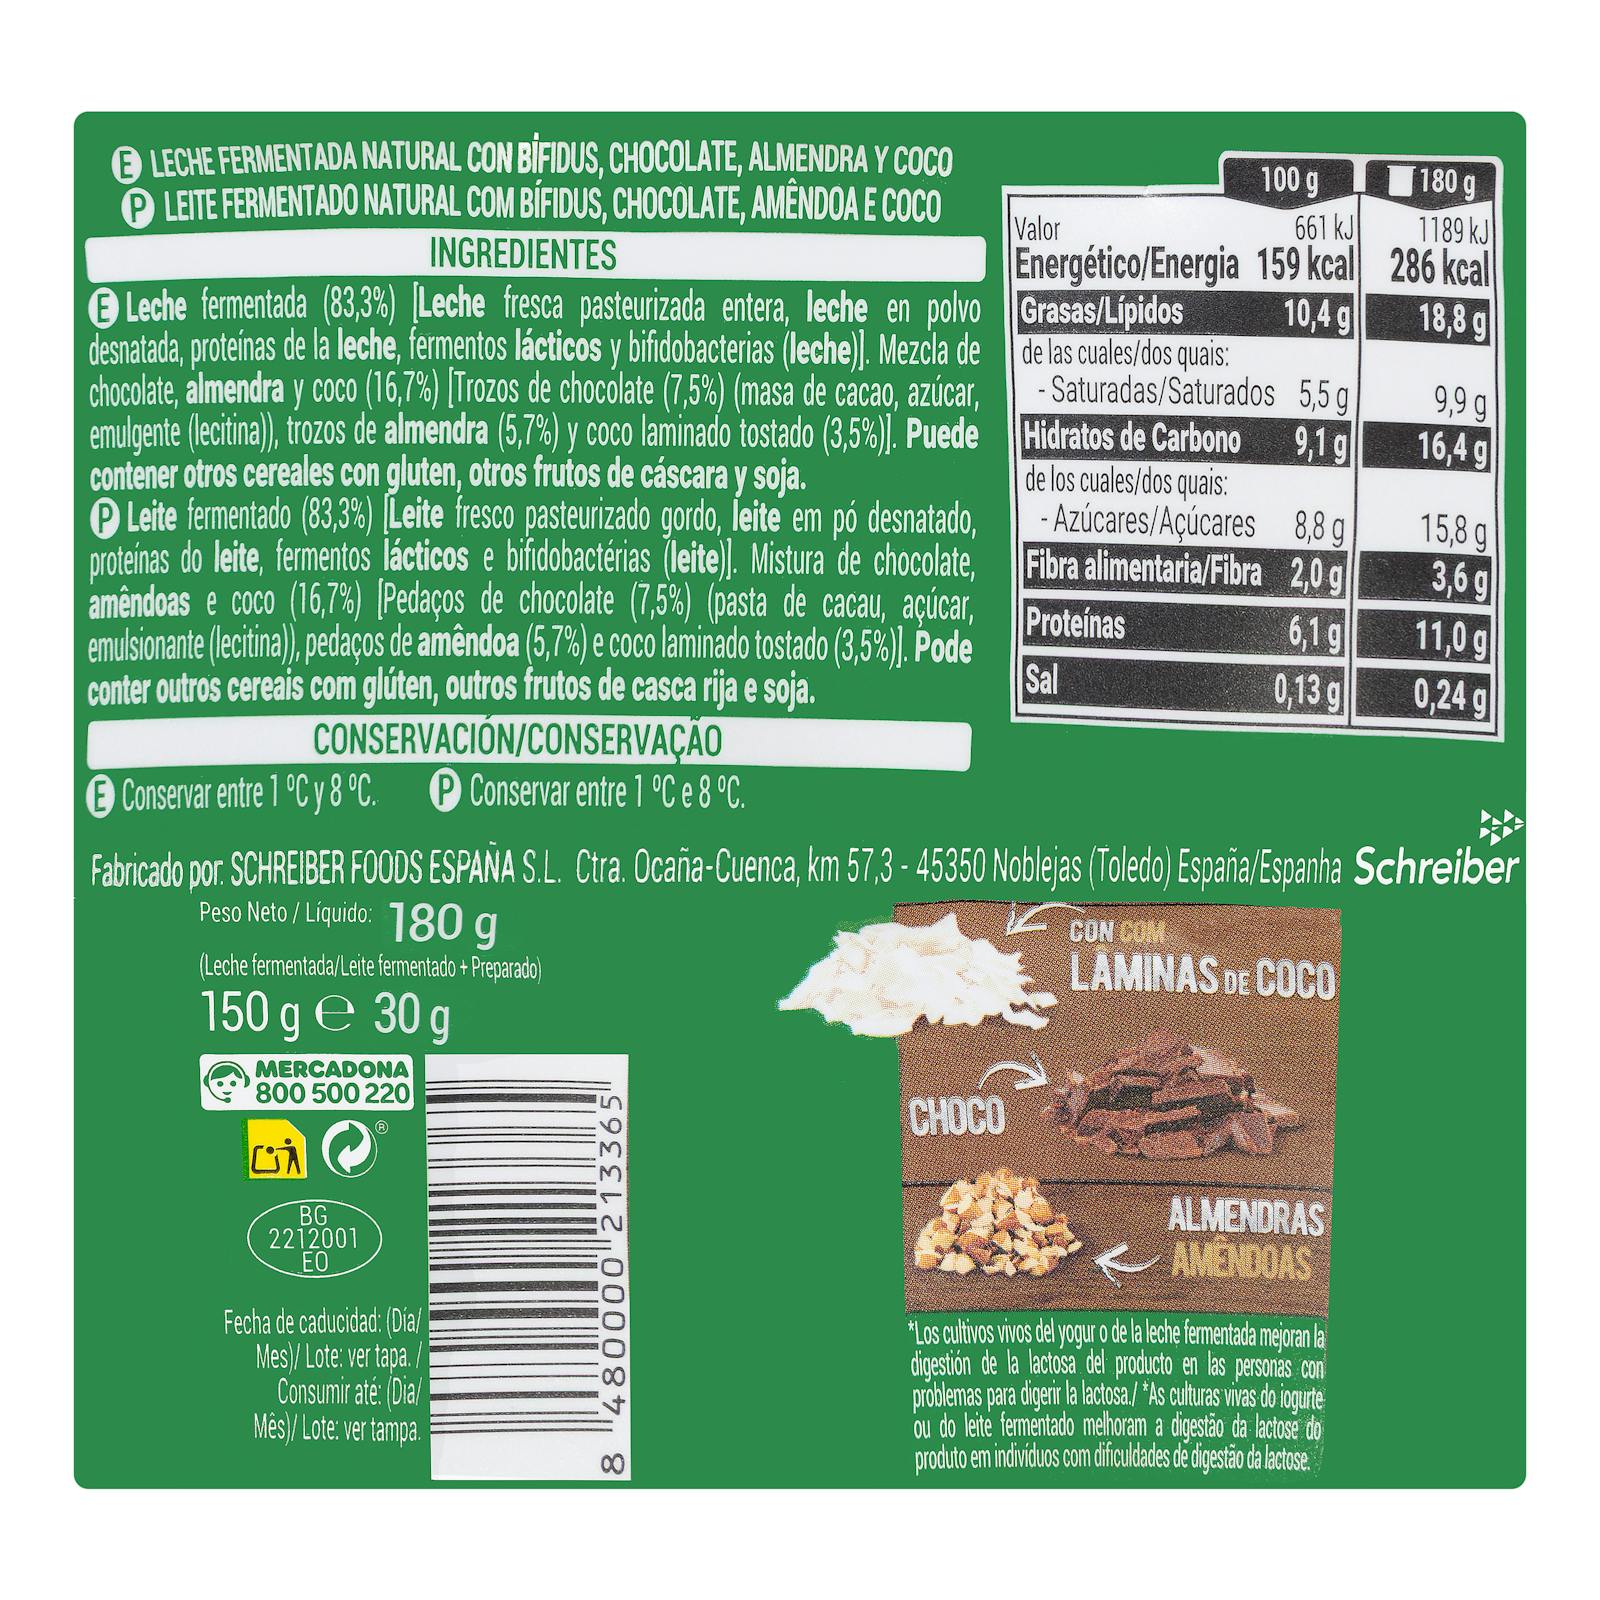 E LECHE FERMENTADA NATURAL CON BÍFIDUS, CHOCOLATE, ALMENDRA Y COCO
P LEITE FERMENTADO NATURAL COM BÍFIDUS, CHOCOLATE, AMÊNDOA E COCO
INGREDIENTES
E Leche fermentada (83,3%) [Leche fresca pasteurizada entera, leche en polvo
desnatada, proteínas de la leche, fermentos lácticos y bifidobacterias (leche)]. Mezcla de
chocolate, almendra y coco (16,7%) [Trozos de chocolate (7,5%) (masa de cacao, azúcar,
emulgente (lecitina)), trozos de almendra (5,7%) y coco laminado tostado (3,5%)]. Puede
contener otros cereales con gluten, otros frutos de cáscara y soja.
P Leite fermentado (83,3%) [Leite fresco pasteurizado gordo, leite em pó desnatado,
proteínas do leite, fermentos lácticos e bifidobactérias (leite)]. Mistura de chocolate,
amêndoas e coco (16,7%) [Pedaços de chocolate (7,5%) (pasta de cacau, açúcar,
emulsionante (lecitina)), pedaços de amêndoa (5,7%) e coco laminado tostado (3,5%)]. Pode
conter outros cereais com glúten, outros frutos de casca rija e soja.
CONSERVACIÓN/CONSERVAÇÃO
E Conservar entre 1 ºC y 8 ºC. P Conservar entre 1 ºC e 8 ºC.
100 g 180 g
Valor 661 kJ 1189 kJ
Energético/Energia 159 kcal 286 kcal
Grasas/Lípidos 10,4 g 18,8 g
de las cuales/dos quais:
- Saturadas/Saturados 5,5 g 9,9 g
Hidratos de Carbono 9,1 g 16,4 g
de los cuales/dos quais:
- Azúcares/Açúcares 8,8 g 15,8 g
Fibra alimentaria/Fibra 2,0 g 3,6 g
Proteínas 6,1 g 11,0 g
Sal 0,13 g 0,24 g
Fabricado por: SCHREIBER FOODS ESPAÑA S.L. Ctra. Ocaña-Cuenca, km 57,3 - 45350 Noblejas (Toledo) España/Espanha Schreiber
Peso Neto / Líquido: 180 g
(Leche fermentada/Leite fermentado + Preparado)
150 g e 30 g
MERCADONA
800 500 220
®
BG
2212001
EO
Fecha de caducidad: (Día/
Mes)/ Lote: ver tapa. /
Consumir até: (Dia/
Mês)/ Lote: ver tampa.
8 480000 213365
CON COM
LÁMINAS DE COCO
CHOCO
ALMENDRAS
AMÊNDOAS
*Los cultivos vivos del yogur o de la leche fermentada mejoran la
digestión de la lactosa del producto en las personas con
problemas para digerir la lactosa./ *As culturas vivas do iogurte
ou do leite fermentado melhoram a digestão da lactose do
produto em indivíduos com dificuldades de digestão da lactose.